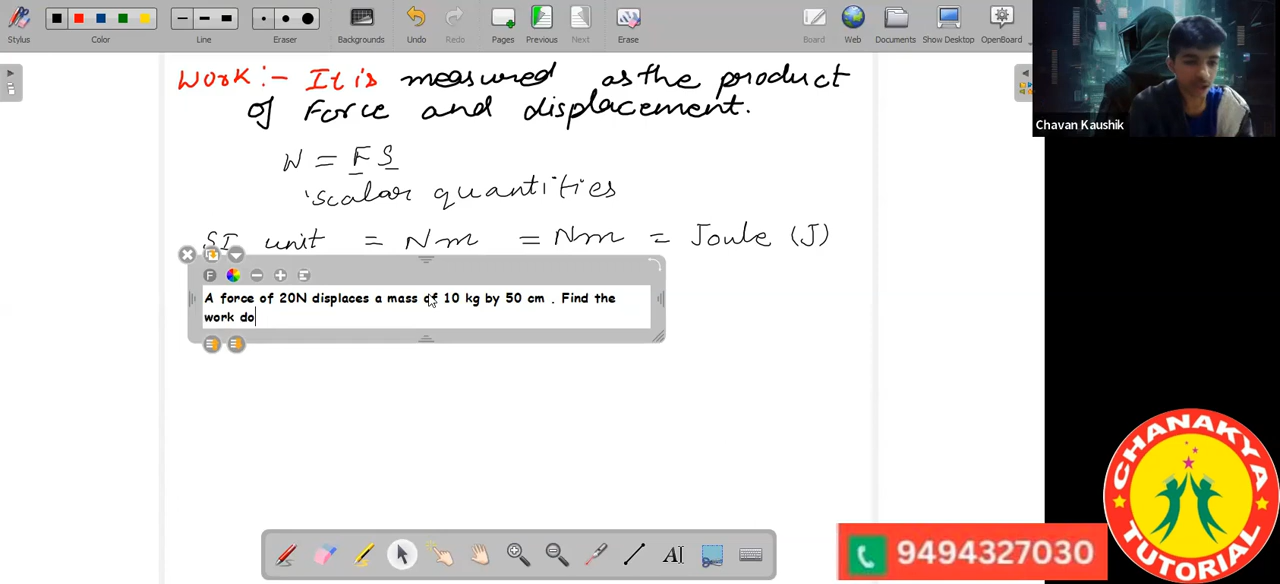 Stylus
Color
Line
Eraser
Backgrounds
Undo
Redo
Pages
Previous
Next
Erase
Board
Web
Documents
Show Desktop
OpenBoard
Work:- It is measured as the product
of Force and displacement.
W = F S
scalar quantities
SI unit = Nm = Nm = Joule (J)
A force of 20N displaces a mass of 10 kg by 50 cm . Find the
work do
Chavan Kaushik
CHANAKYA
TUTORIAL
9494327030